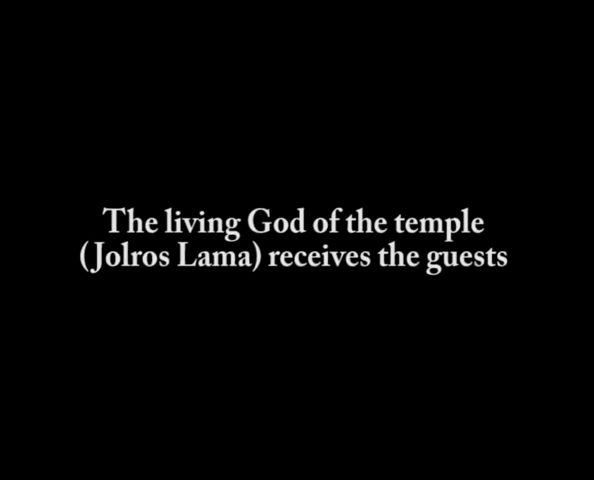 The living God of the temple
(Jolros Lama) receives the guests